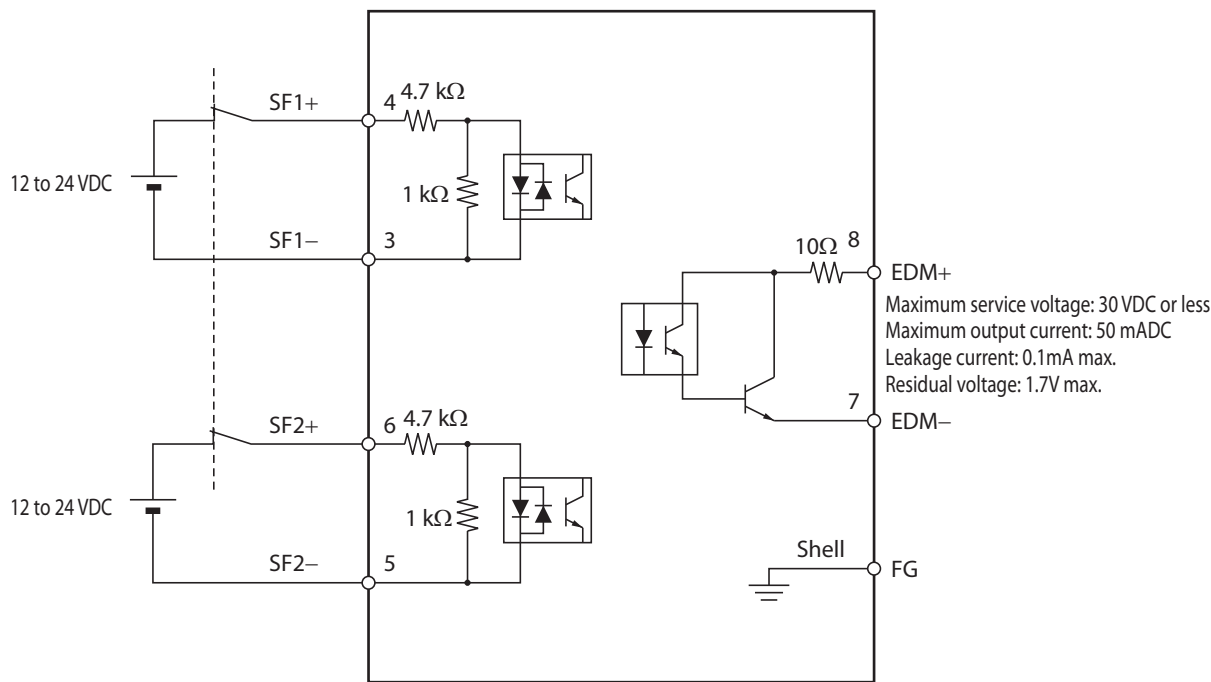 SF1+
4
4.7 kΩ
12 to 24 VDC
1 kΩ
SF1−
3
10Ω
8
EDM+
Maximum service voltage: 30 VDC or less
Maximum output current: 50 mADC
Leakage current: 0.1mA max.
Residual voltage: 1.7V max.
7
EDM−
SF2+
6
4.7 kΩ
12 to 24 VDC
1 kΩ
SF2−
5
Shell
FG